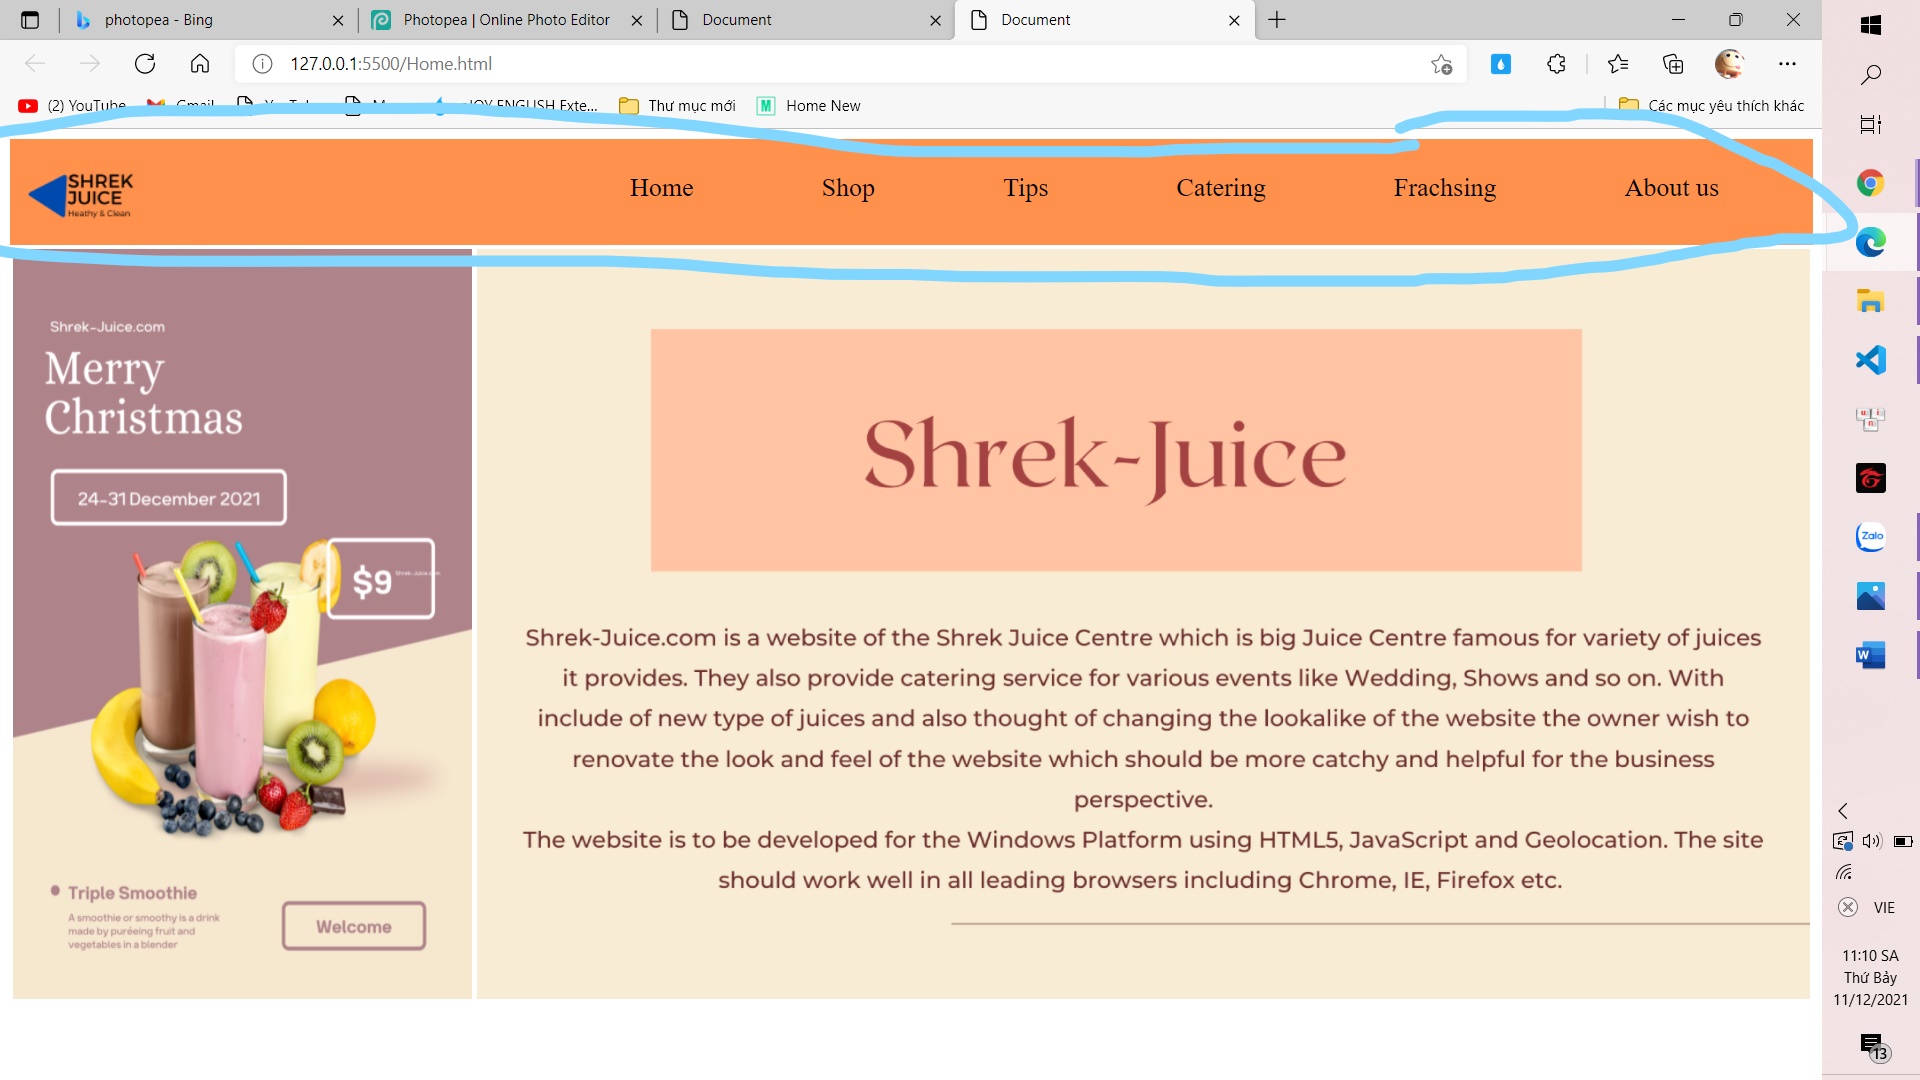 photopea - Bing
Photopea | Online Photo Editor
Document
Document
127.0.0.1:5500/Home.html
(2) YouTube
Gmail
JOY ENGLISH Exte...
Thư mục mới
Home New
Các mục yêu thích khác
SHREK
JUICE
Heathy & Clean
Home
Shop
Tips
Catering
Frachsing
About us
Shrek-Juice.com
Merry
Christmas
24-31 December 2021
$9
Shrek-Juice.com
Triple Smoothie
A smoothie or smoothy is a drink
made by puréeing fruit and
vegetables in a blender
Welcome
Shrek-Juice
Shrek-Juice.com is a website of the Shrek Juice Centre which is big Juice Centre famous for variety of juices
it provides. They also provide catering service for various events like Wedding, Shows and so on. With
include of new type of juices and also thought of changing the lookalike of the website the owner wish to
renovate the look and feel of the website which should be more catchy and helpful for the business
perspective.
The website is to be developed for the Windows Platform using HTML5, JavaScript and Geolocation. The site
should work well in all leading browsers including Chrome, IE, Firefox etc.
Zalo
VIE
11:10 SA
Thứ Bảy
11/12/2021
13